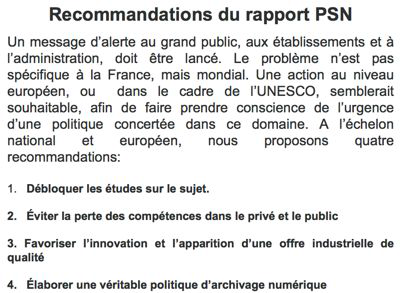 Recommandations du rapport PSN
Un message d'alerte au grand public, aux établissements et à
l'administration, doit être lancé. Le problème n'est pas
spécifique à la France, mais mondial. Une action au niveau
européen, ou dans le cadre de l'UNESCO, semblerait
souhaitable, afin de faire prendre conscience de l'urgence
d'une politique concertée dans ce domaine. A l'échelon
national et européen, nous proposons quatre
recommandations:
1. Débloquer les études sur le sujet.
2. Éviter la perte des compétences dans le privé et le public
3. Favoriser l'innovation et l'apparition d'une offre industrielle de
qualité
4. Élaborer une véritable politique d'archivage numérique